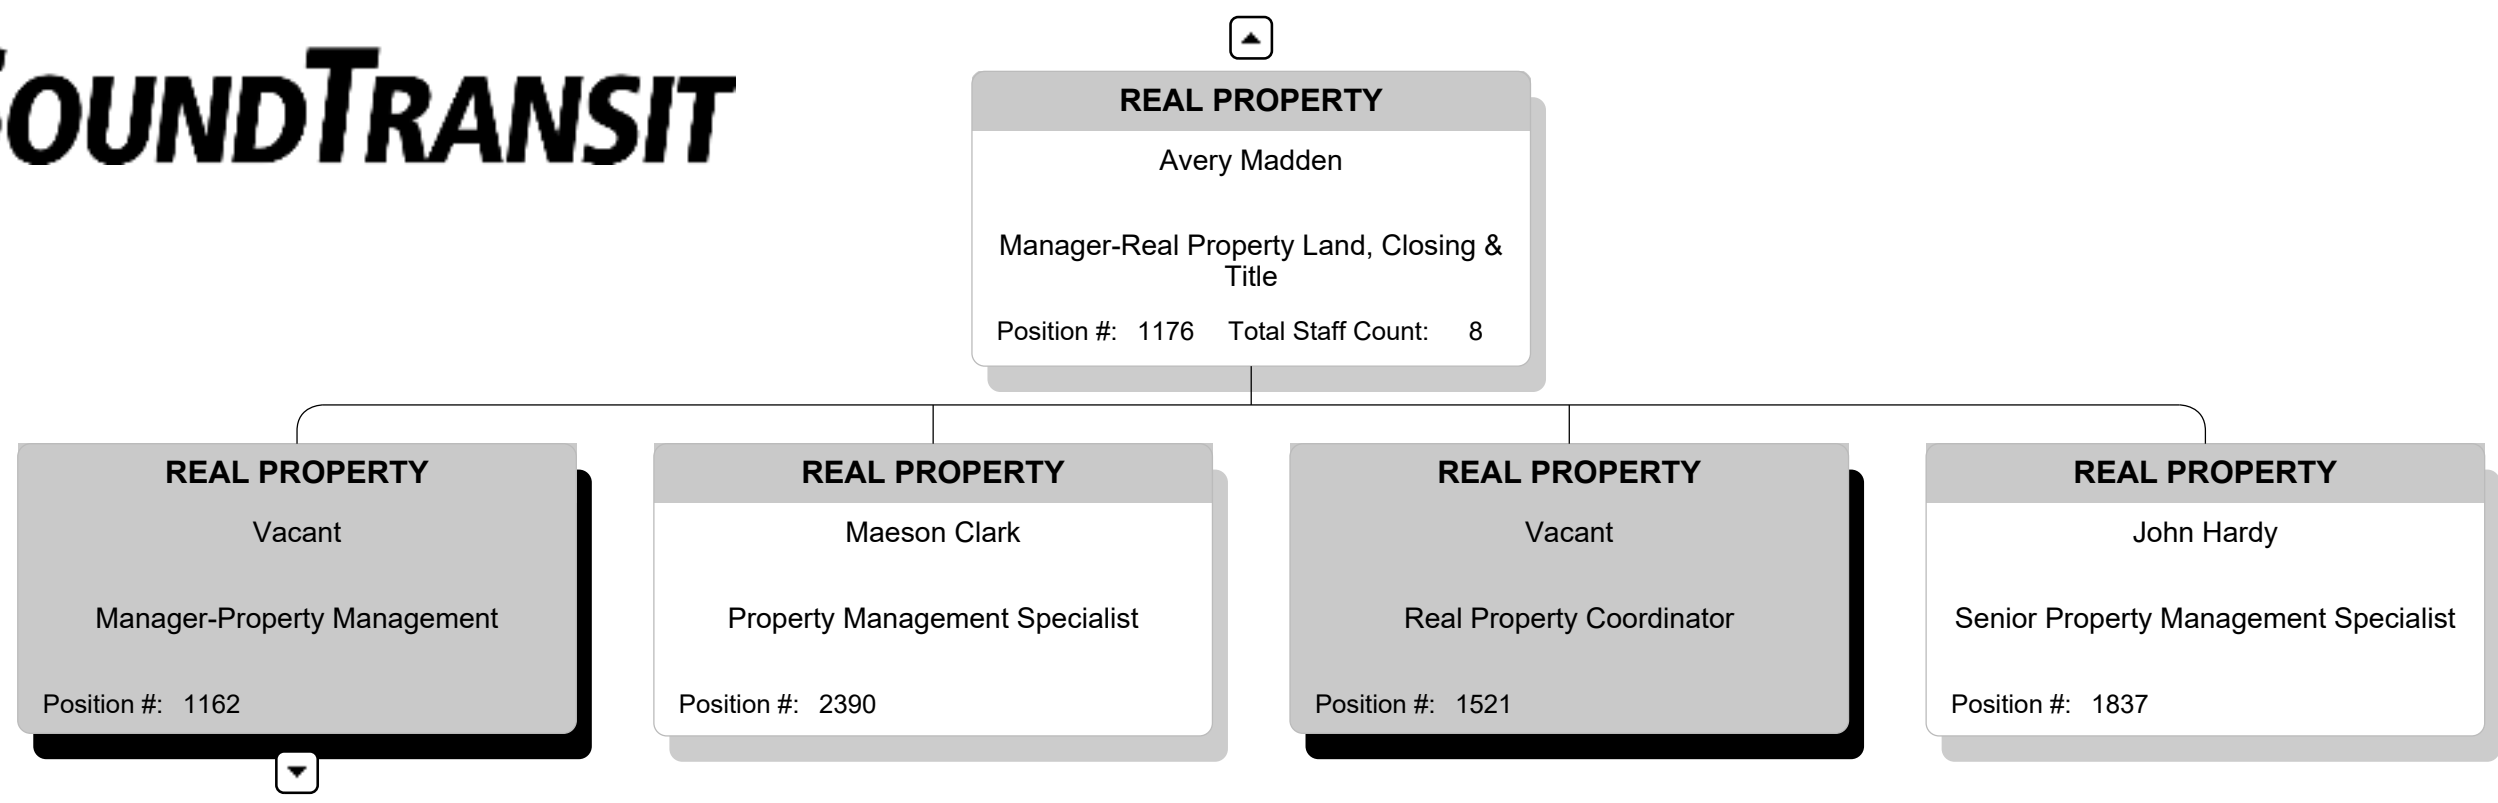 SOUNDTRANSIT
REAL PROPERTY
Avery Madden
Manager-Real Property Land, Closing &
Title
Position #: 1176 Total Staff Count: 8
REAL PROPERTY
Vacant
Manager-Property Management
Position #: 1162
REAL PROPERTY
Maeson Clark
Property Management Specialist
Position #: 2390
REAL PROPERTY
Vacant
Real Property Coordinator
Position #: 1521
REAL PROPERTY
John Hardy
Senior Property Management Specialist
Position #: 1837